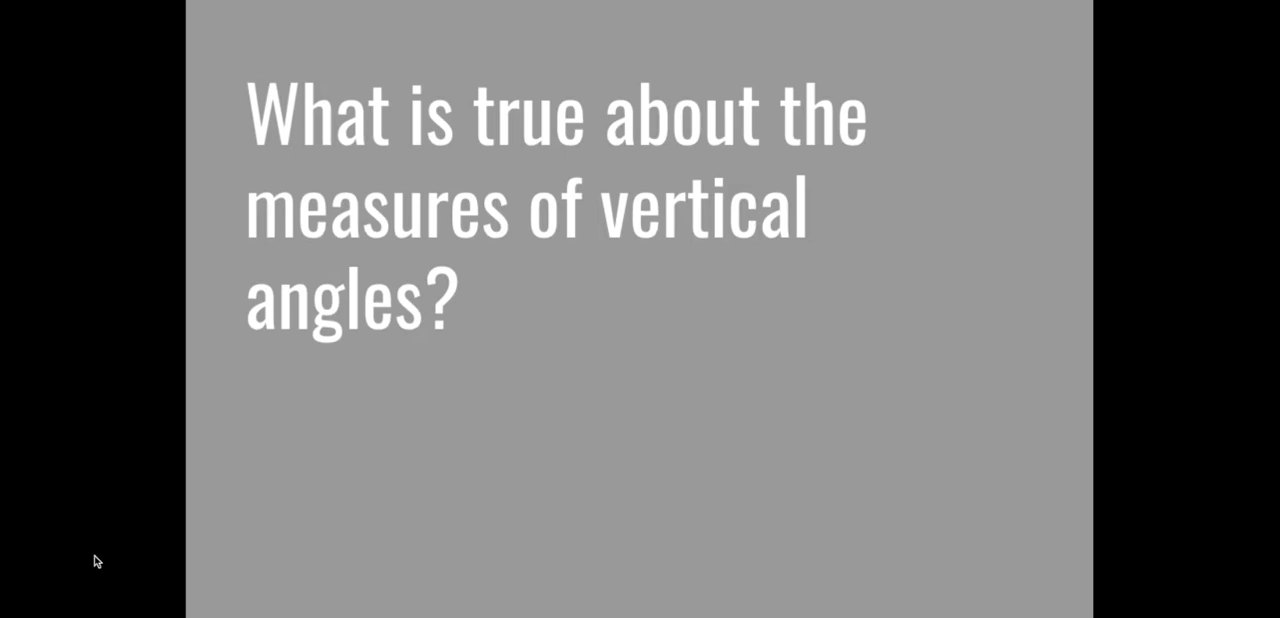 What is true about the
measures of vertical
angles?